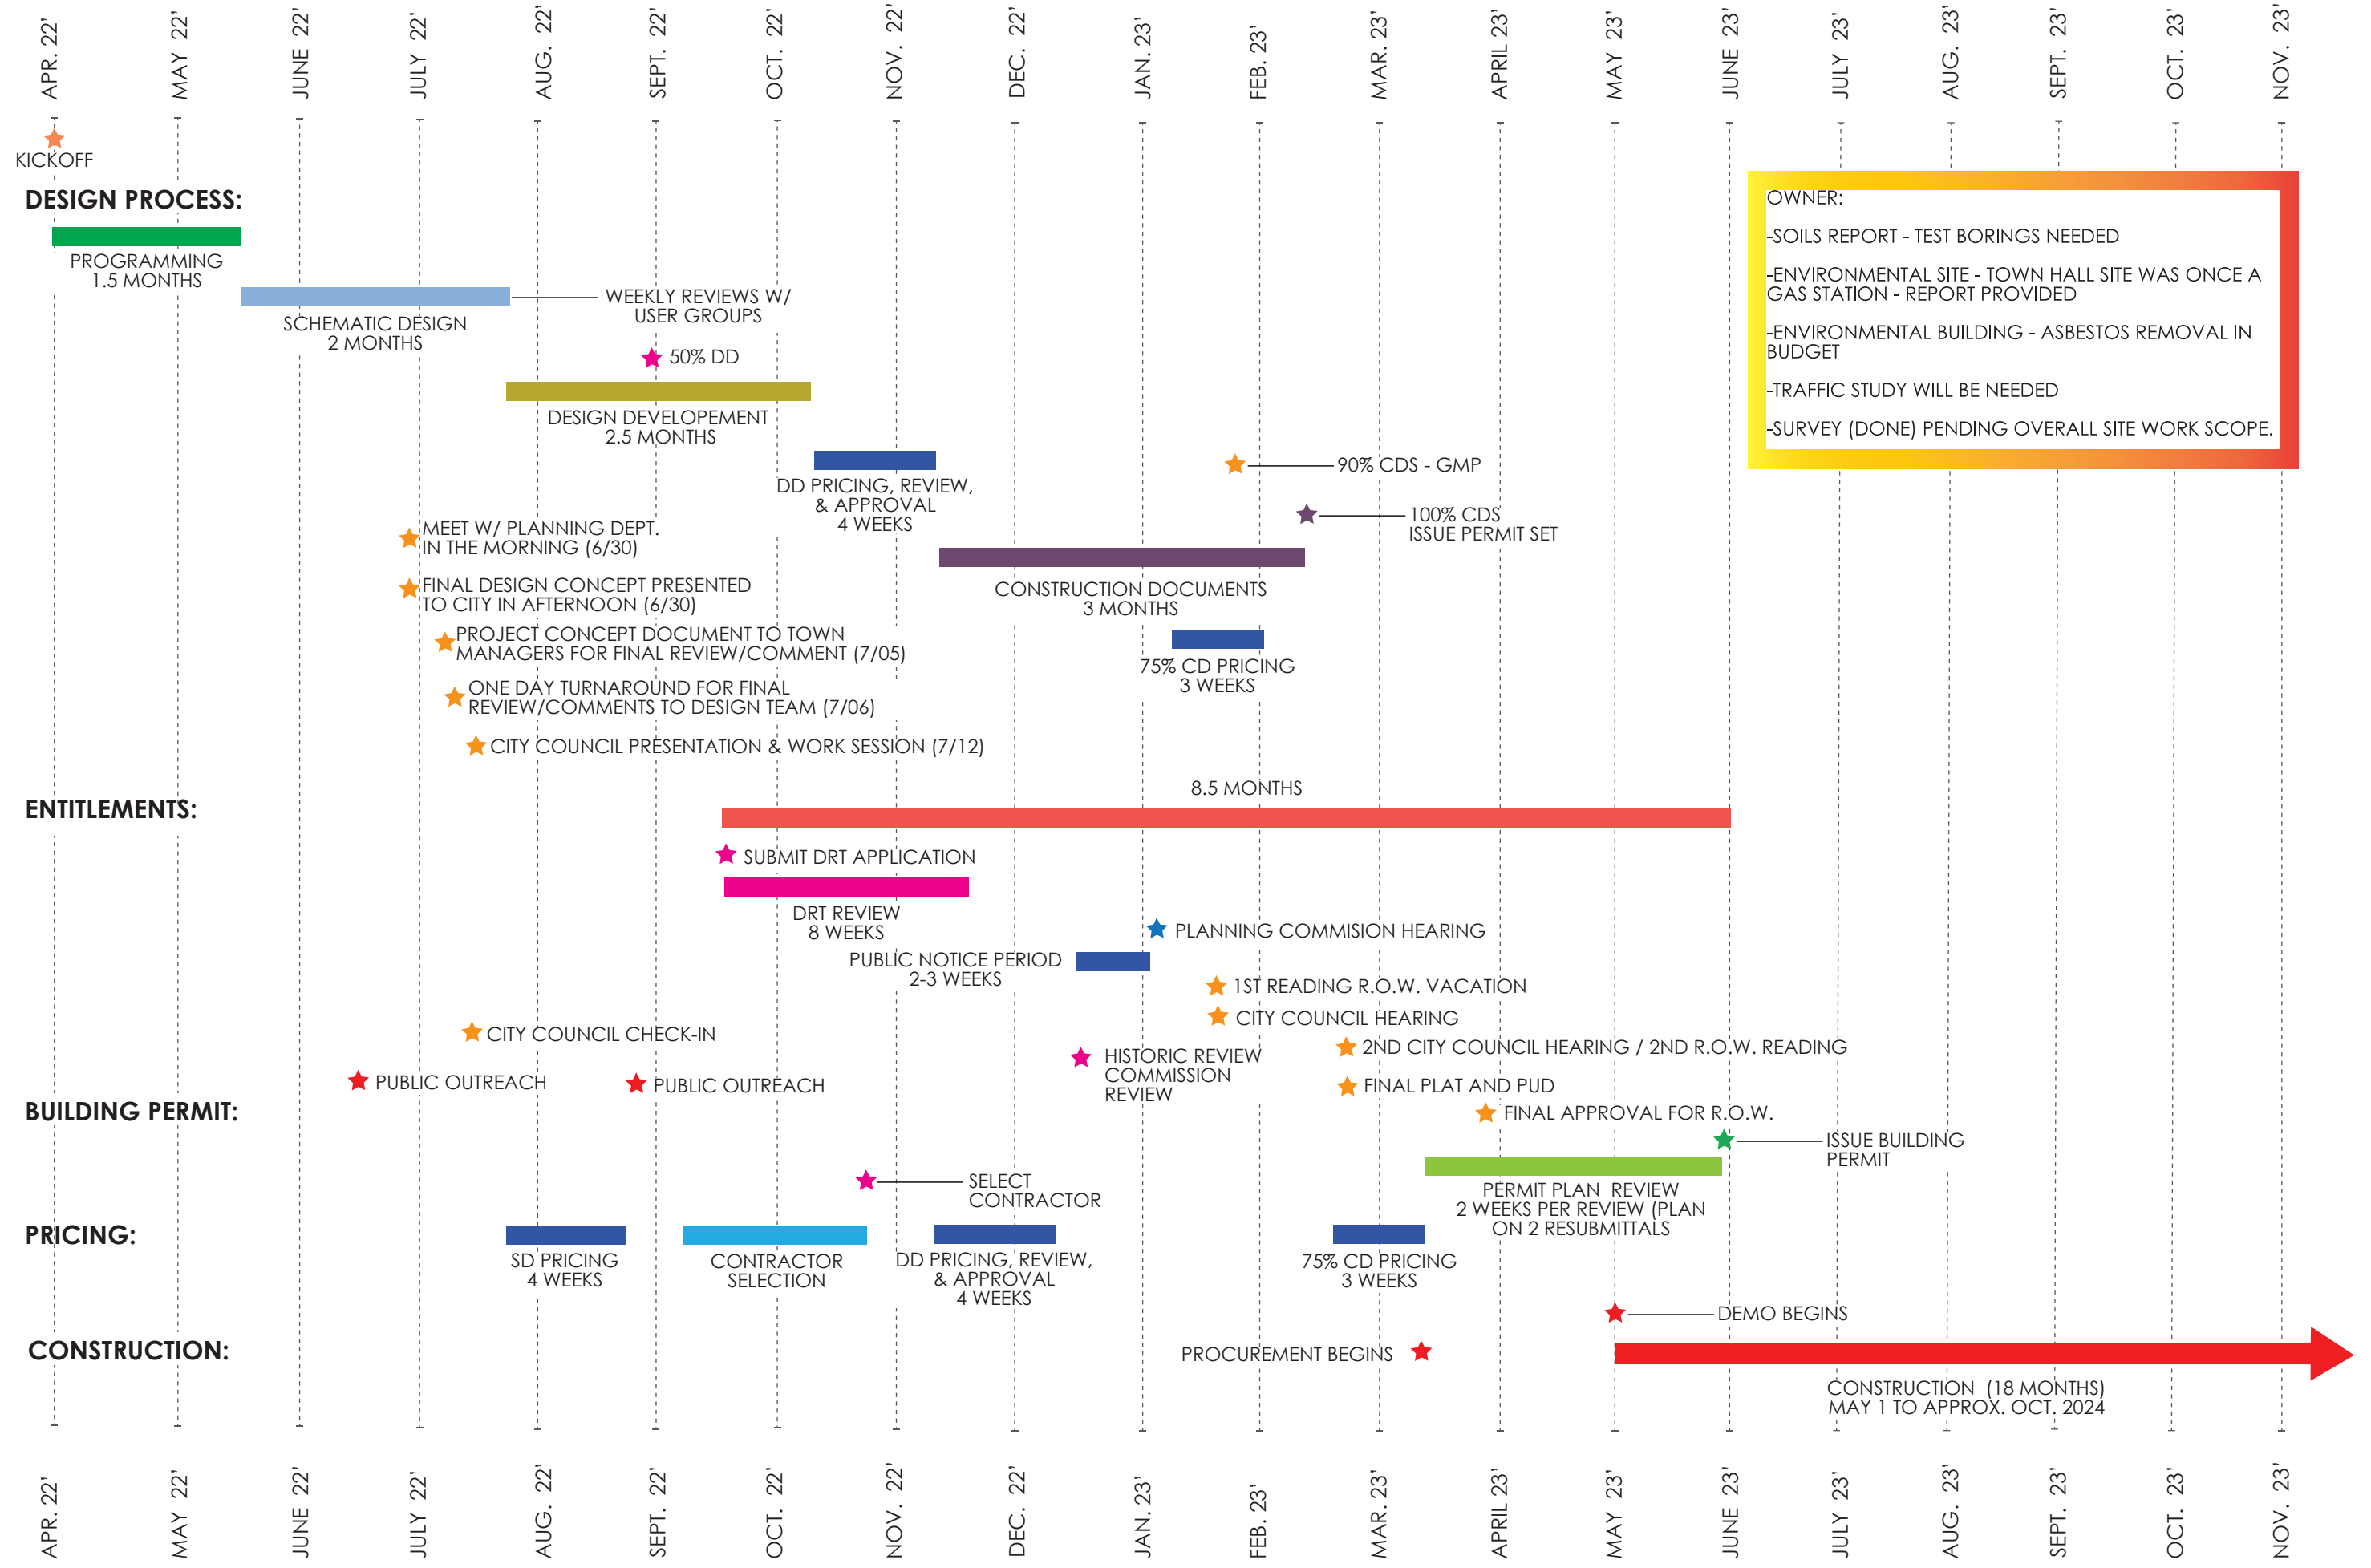 APR. 22'
MAY 22'
JUNE 22'
JULY 22'
AUG. 22'
SEPT. 22'
OCT. 22'
NOV. 22'
DEC. 22'
JAN. 23'
FEB. 23'
MAR. 23'
APRIL 23'
MAY 23'
JUNE 23'
JULY 23'
AUG. 23'
SEPT. 23'
OCT. 23'
NOV. 23'
KICKOFF
DESIGN PROCESS:
PROGRAMMING
1.5 MONTHS
SCHEMATIC DESIGN
2 MONTHS
WEEKLY REVIEWS W/
USER GROUPS
50% DD
DESIGN DEVELOPEMENT
2.5 MONTHS
DD PRICING, REVIEW,
& APPROVAL
4 WEEKS
90% CDS - GMP
100% CDS
ISSUE PERMIT SET
CONSTRUCTION DOCUMENTS
3 MONTHS
75% CD PRICING
3 WEEKS
OWNER:
-SOILS REPORT - TEST BORINGS NEEDED
-ENVIRONMENTAL SITE - TOWN HALL SITE WAS ONCE A
GAS STATION - REPORT PROVIDED
-ENVIRONMENTAL BUILDING - ASBESTOS REMOVAL IN
BUDGET
-TRAFFIC STUDY WILL BE NEEDED
-SURVEY (DONE) PENDING OVERALL SITE WORK SCOPE.
MEET W/ PLANNING DEPT.
IN THE MORNING (6/30)
FINAL DESIGN CONCEPT PRESENTED
TO CITY IN AFTERNOON (6/30)
PROJECT CONCEPT DOCUMENT TO TOWN
MANAGERS FOR FINAL REVIEW/COMMENT (7/05)
ONE DAY TURNAROUND FOR FINAL
REVIEW/COMMENTS TO DESIGN TEAM (7/06)
CITY COUNCIL PRESENTATION & WORK SESSION (7/12)
ENTITLEMENTS:
8.5 MONTHS
SUBMIT DRT APPLICATION
DRT REVIEW
8 WEEKS
PLANNING COMMISION HEARING
PUBLIC NOTICE PERIOD
2-3 WEEKS
1ST READING R.O.W. VACATION
CITY COUNCIL HEARING
CITY COUNCIL CHECK-IN
2ND CITY COUNCIL HEARING / 2ND R.O.W. READING
HISTORIC REVIEW
COMMISSION
REVIEW
PUBLIC OUTREACH
PUBLIC OUTREACH
FINAL PLAT AND PUD
BUILDING PERMIT:
FINAL APPROVAL FOR R.O.W.
ISSUE BUILDING
PERMIT
PERMIT PLAN  REVIEW
2 WEEKS PER REVIEW (PLAN
ON 2 RESUBMITTALS
SELECT
CONTRACTOR
PRICING:
SD PRICING
4 WEEKS
CONTRACTOR
SELECTION
DD PRICING, REVIEW,
& APPROVAL
4 WEEKS
75% CD PRICING
3 WEEKS
DEMO BEGINS
CONSTRUCTION:
PROCUREMENT BEGINS
CONSTRUCTION  (18 MONTHS)
MAY 1 TO APPROX. OCT. 2024
APR. 22'
MAY 22'
JUNE 22'
JULY 22'
AUG. 22'
SEPT. 22'
OCT. 22'
NOV. 22'
DEC. 22'
JAN. 23'
FEB. 23'
MAR. 23'
APRIL 23'
MAY 23'
JUNE 23'
JULY 23'
AUG. 23'
SEPT. 23'
OCT. 23'
NOV. 23'